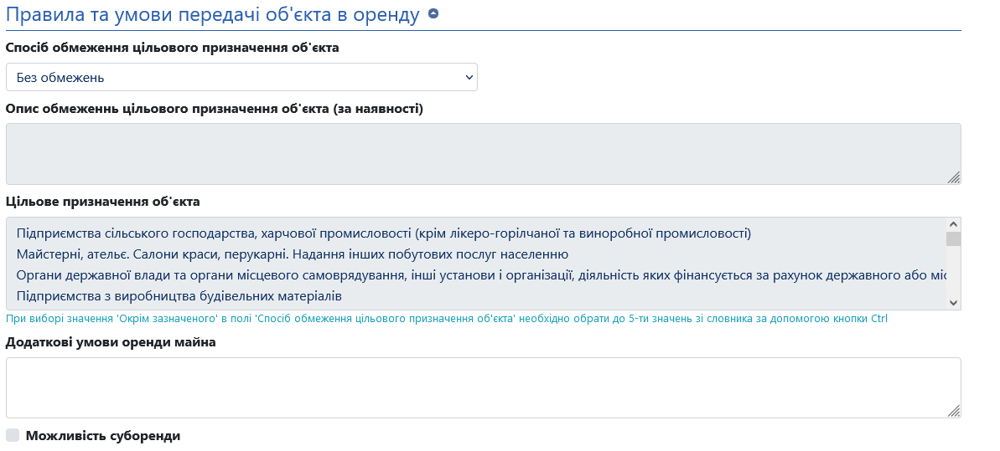 Правила та умови передачі об'єкта в оренду
Спосіб обмеження цільового призначення об'єкта
Без обмежень
Опис обмеженнь цільового призначення об'єкта (за наявності)
Цільове призначення об'єкта
Підприємства сільського господарства, харчової промисловості (крім лікеро-горілчаної та виноробної промисловості)
Майстерні, ательє. Салони краси, перукарні. Надання інших побутових послуг населенню
Органи державної влади та органи місцевого самоврядування, інші установи і організації, діяльність яких фінансується за рахунок державного або
Підприємства з виробництва будівельних матеріалів
При виборі значення 'Окрім зазначеного' в полі 'Спосіб обмеження цільового призначення об'єкта' необхідно обрати до 5-ти значень зі словника за допомогою кнопки Ctrl
Додаткові умови оренди майна
Можливість суборенди